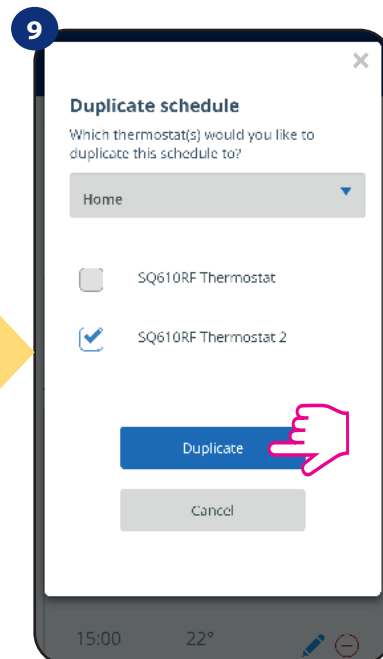 9
Duplicate schedule
Which thermostat(s) would you like to
duplicate this schedule to?
Home
SQ610RF Thermostat
SQ610RF Thermostat 2
Duplicate
Cancel
15:00 22°